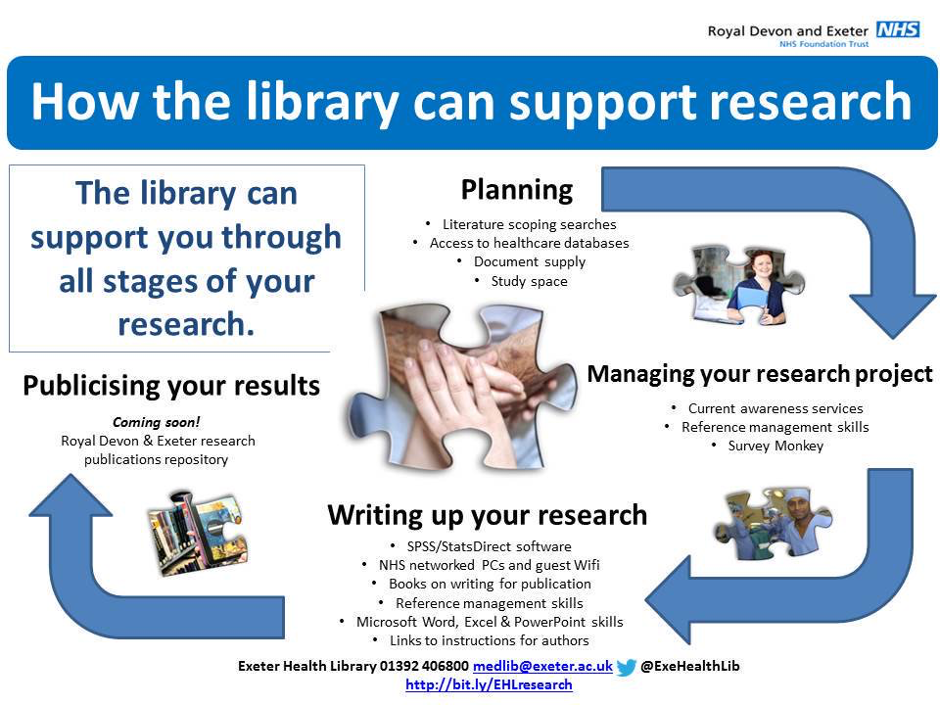 Royal Devon and Exeter NHS
NHS Foundation Trust
How the library can support research
The library can
support you through
all stages of your
research.
Planning
• Literature scoping searches
• Access to healthcare databases
• Document supply
• Study space
Managing your research project
• Current awareness services
• Reference management skills
• Survey Monkey
Writing up your research
• SPSS/StatsDirect software
• NHS networked PCs and guest Wifi
• Books on writing for publication
• Reference management skills
• Microsoft Word, Excel & PowerPoint skills
• Links to instructions for authors
Publicising your results
Coming soon!
Royal Devon & Exeter research
publications repository
Exeter Health Library 01392 406800 medlib@exeter.ac.uk @ExeHealthLib
http://bit.ly/EHLresearch